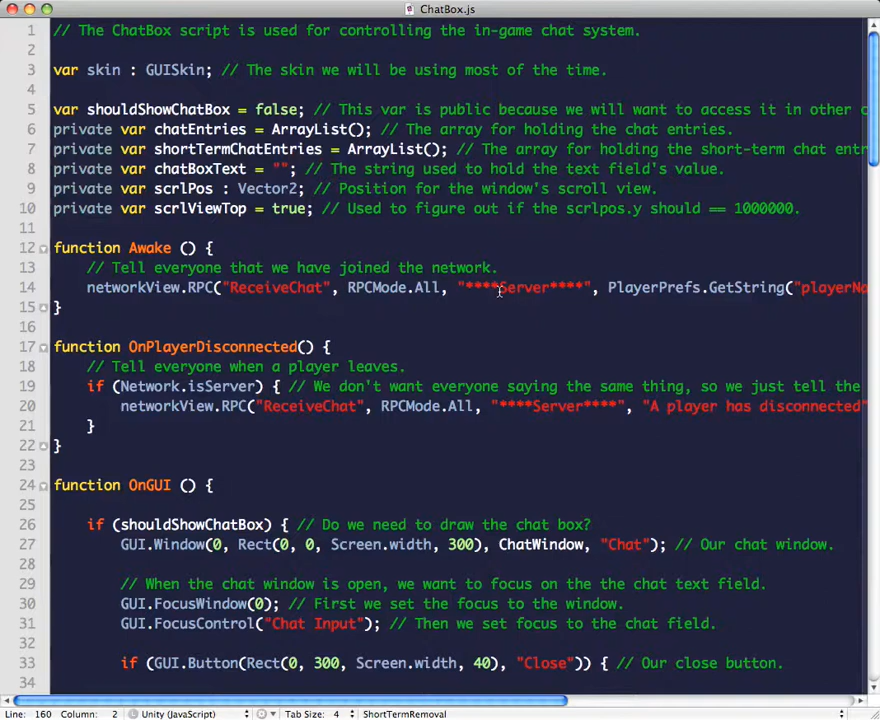 ChatBox.js
1 // The ChatBox script is used for controlling the in-game chat system.
2
3 var skin : GUISkin; // The skin we will be using most of the time.
4
5 var shouldShowChatBox = false; // This var is public because we will want to access it in other
6 private var chatEntries = ArrayList(); // The array for holding the chat entries.
7 private var shortTermChatEntries = ArrayList(); // The array for holding the short-term chat
8 private var chatBoxText = ""; // The string used to hold the text field's value.
9 private var scrlPos : Vector2; // Position for the window's scroll view.
10 private var scrlViewTop = true; // Used to figure out if the scrlpos.y should == 1000000.
11
12 function Awake () {
13 // Tell everyone that we have joined the network.
14 networkView.RPC("ReceiveChat", RPCMode.All, "****Server****", PlayerPrefs.GetString("playerNa
15 }
16
17 function OnPlayerDisconnected() {
18 // Tell everyone when a player leaves.
19 if (Network.isServer) { // We don't want everyone saying the same thing, so we just tell the
20 networkView.RPC("ReceiveChat", RPCMode.All, "****Server****", "A player has disconnected"
21 }
22 }
23
24 function OnGUI () {
25
26 if (shouldShowChatBox) { // Do we need to draw the chat box?
27 GUI.Window(0, Rect(0, 0, Screen.width, 300), ChatWindow, "Chat"); // Our chat window.
28
29 // When the chat window is open, we want to focus on the the chat text field.
30 GUI.FocusWindow(0); // First we set the focus to the window.
31 GUI.FocusControl("Chat Input"); // Then we set focus to the chat field.
32
33 if (GUI.Button(Rect(0, 300, Screen.width, 40), "Close")) { // Our close button.
34
Line: 160 Column: 2 Unity (JavaScript) Tab Size: 4 ShortTermRemoval